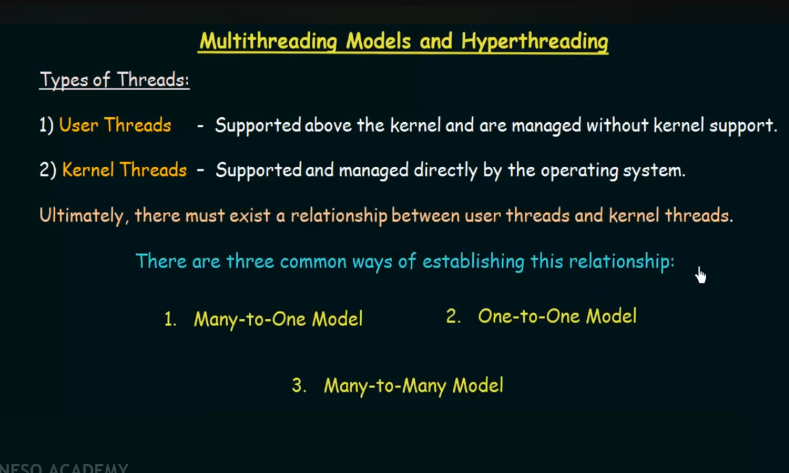 Multithreading Models and Hyperthreading
Types of Threads:
1) User Threads - Supported above the kernel and are managed without kernel support.
2) Kernel Threads - Supported and managed directly by the operating system.
Ultimately, there must exist a relationship between user threads and kernel threads.
There are three common ways of establishing this relationship:
1. Many-to-One Model 2. One-to-One Model
3. Many-to-Many Model
NESO ACADEMY